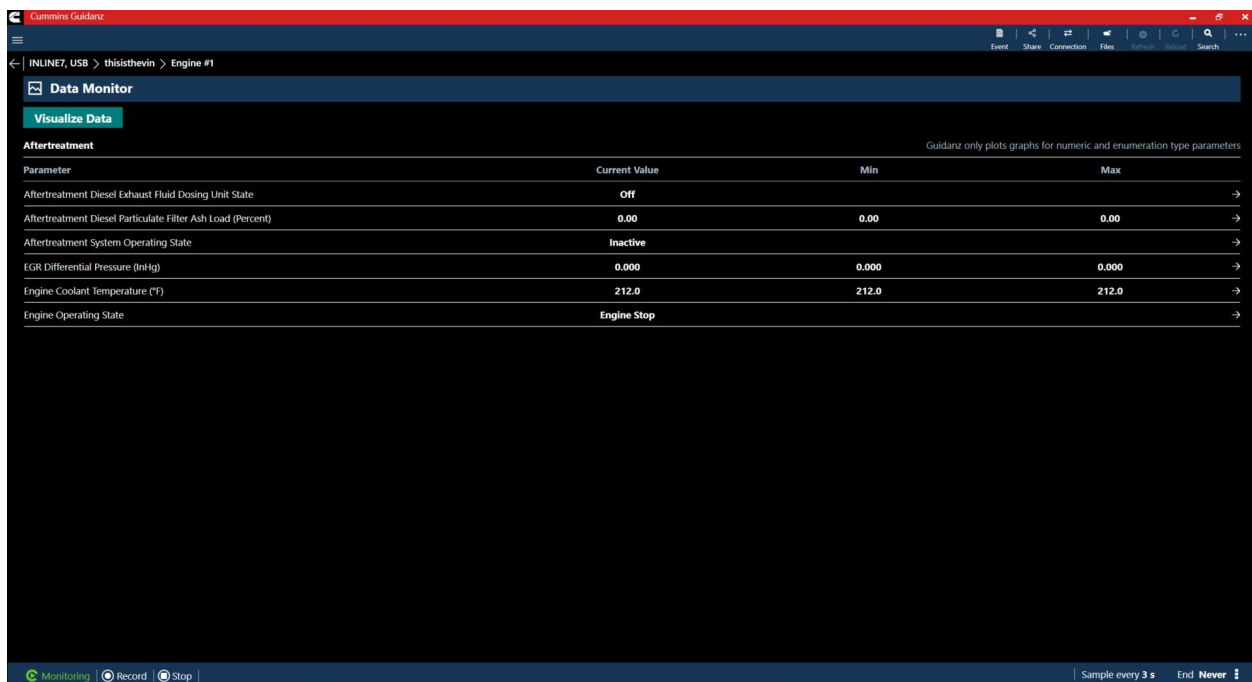 Cummins Guidanz
Event Share Connection Files Refresh Reload Search
INLINE7, USB > thisisthevin > Engine #1
Data Monitor
Visualize Data
Aftertreatment Guidanz only plots graphs for numeric and enumeration type parameters
Parameter Current Value Min Max
Aftertreatment Diesel Exhaust Fluid Dosing Unit State Off
Aftertreatment Diesel Particulate Filter Ash Load (Percent) 0.00 0.00 0.00
Aftertreatment System Operating State Inactive
EGR Differential Pressure (InHg) 0.000 0.000 0.000
Engine Coolant Temperature (°F) 212.0 212.0 212.0
Engine Operating State Engine Stop
Monitoring Record Stop Sample every 3 s End Never